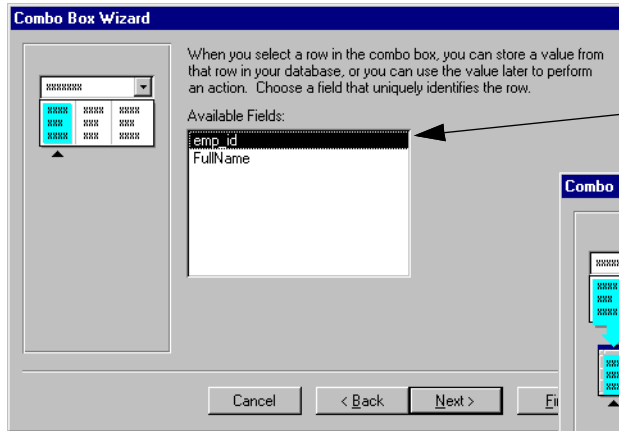 Combo Box Wizard
When you select a row in the combo box, you can store a value from
that row in your database, or you can use the value later to perform
an action. Choose a field that uniquely identifies the row.
Available Fields:
emp_id
FullName
Combo
Cancel
< Back
Next >
Fi